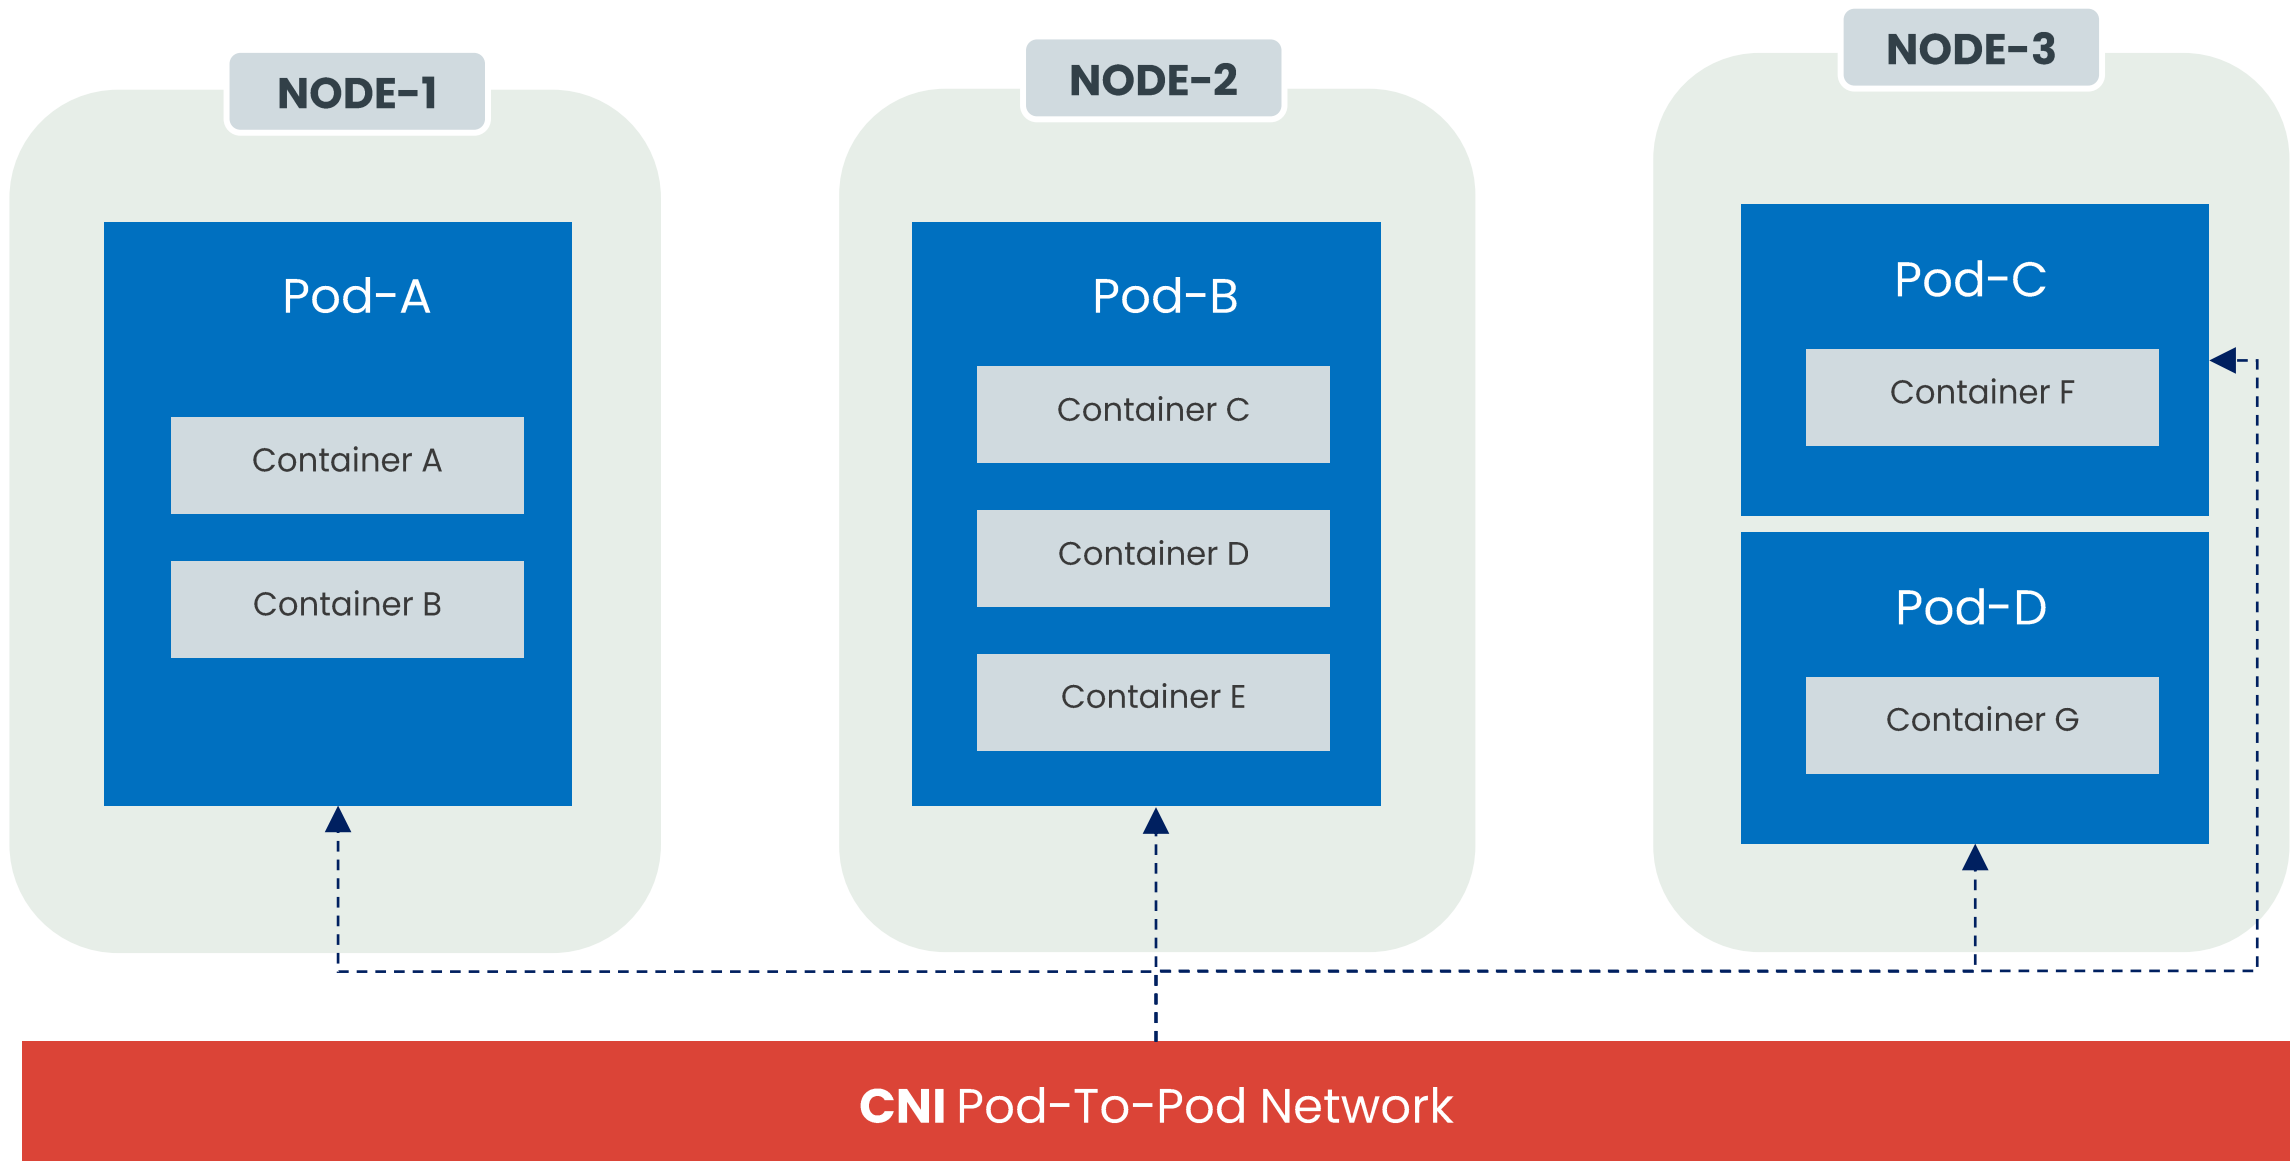 NODE-1
Pod-A
Container A
Container B
NODE-2
Pod-B
Container C
Container D
Container E
NODE-3
Pod-C
Container F
Pod-D
Container G
CNI Pod-To-Pod Network